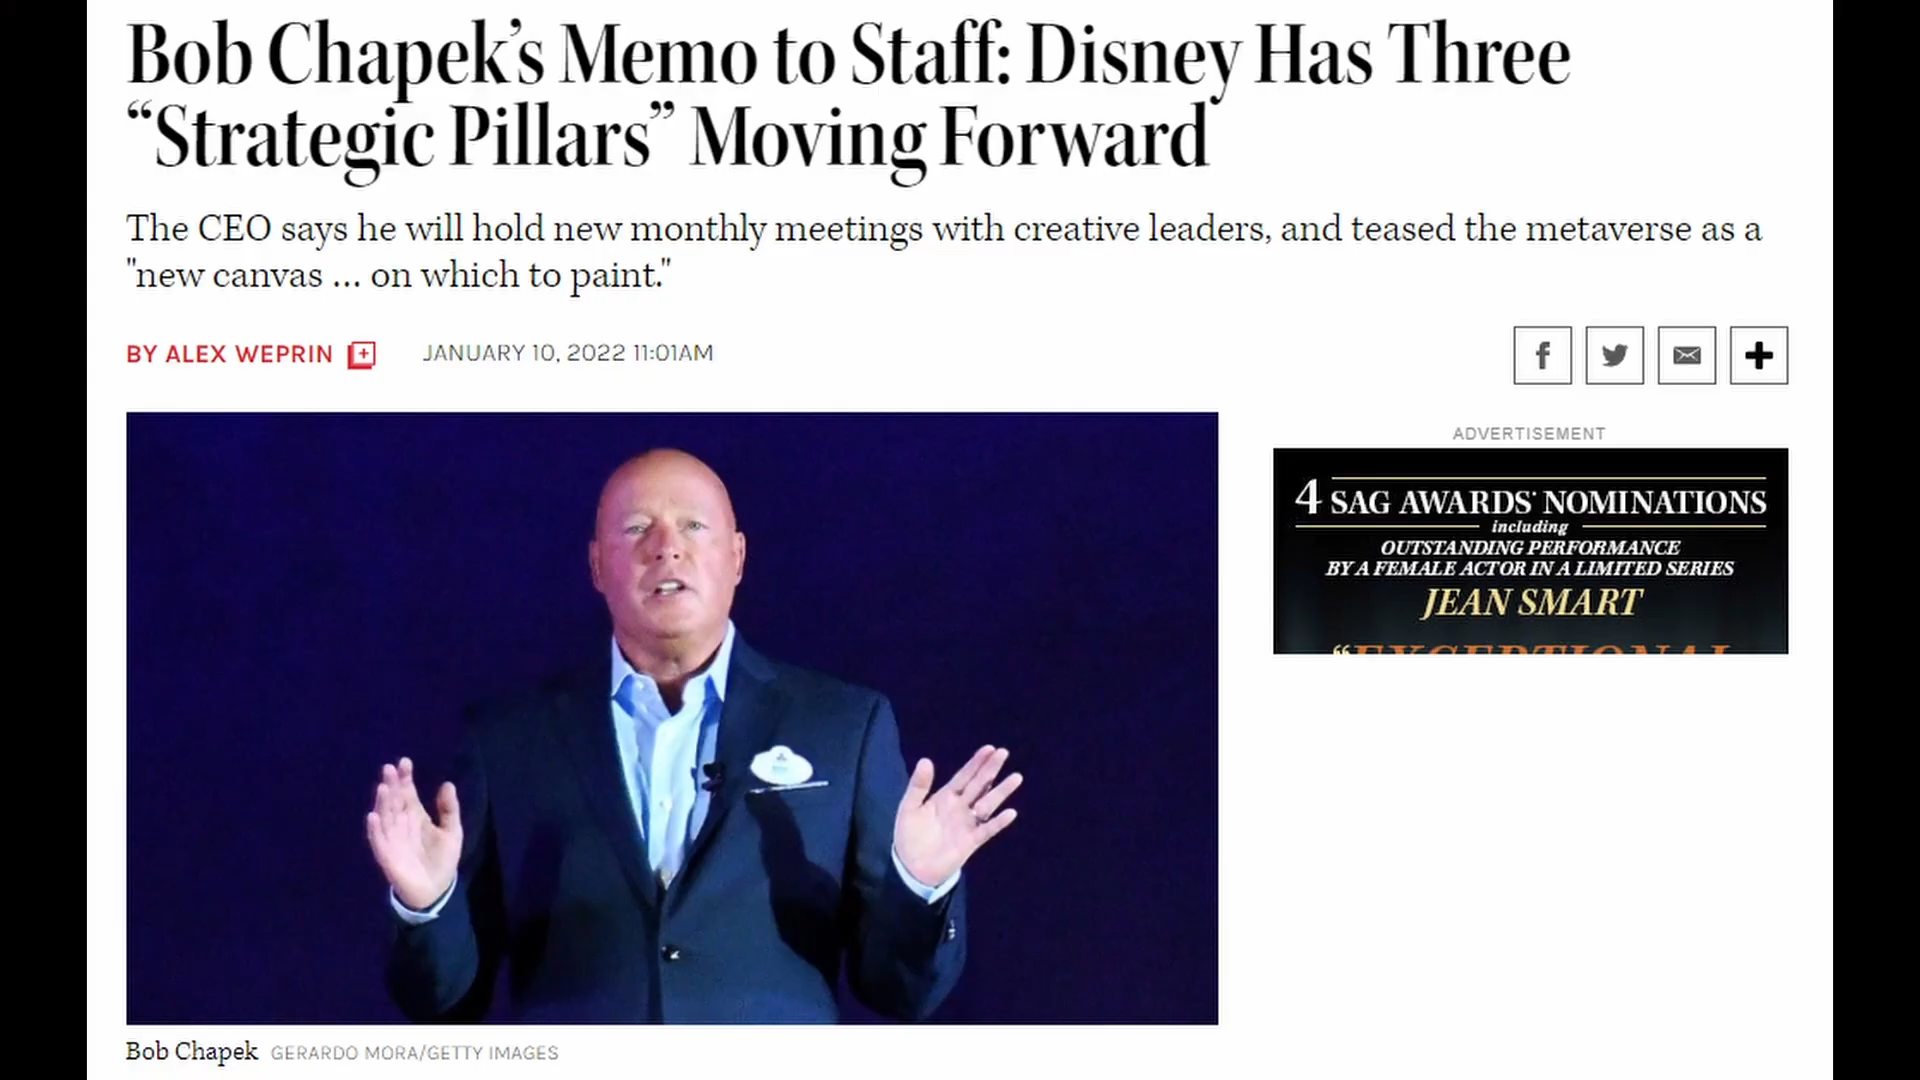 Bob Chapek’s Memo to Staff: Disney Has Three
“Strategic Pillars” Moving Forward
The CEO says he will hold new monthly meetings with creative leaders, and teased the metaverse as a
"new canvas ... on which to paint."
BY ALEX WEPRIN
JANUARY 10, 2022 11:01AM
ADVERTISEMENT
4 SAG AWARDS® NOMINATIONS
including
OUTSTANDING PERFORMANCE
BY A FEMALE ACTOR IN A LIMITED SERIES
JEAN SMART
“EXCEPTIONAL
Bob Chapek GERARDO MORA/GETTY IMAGES